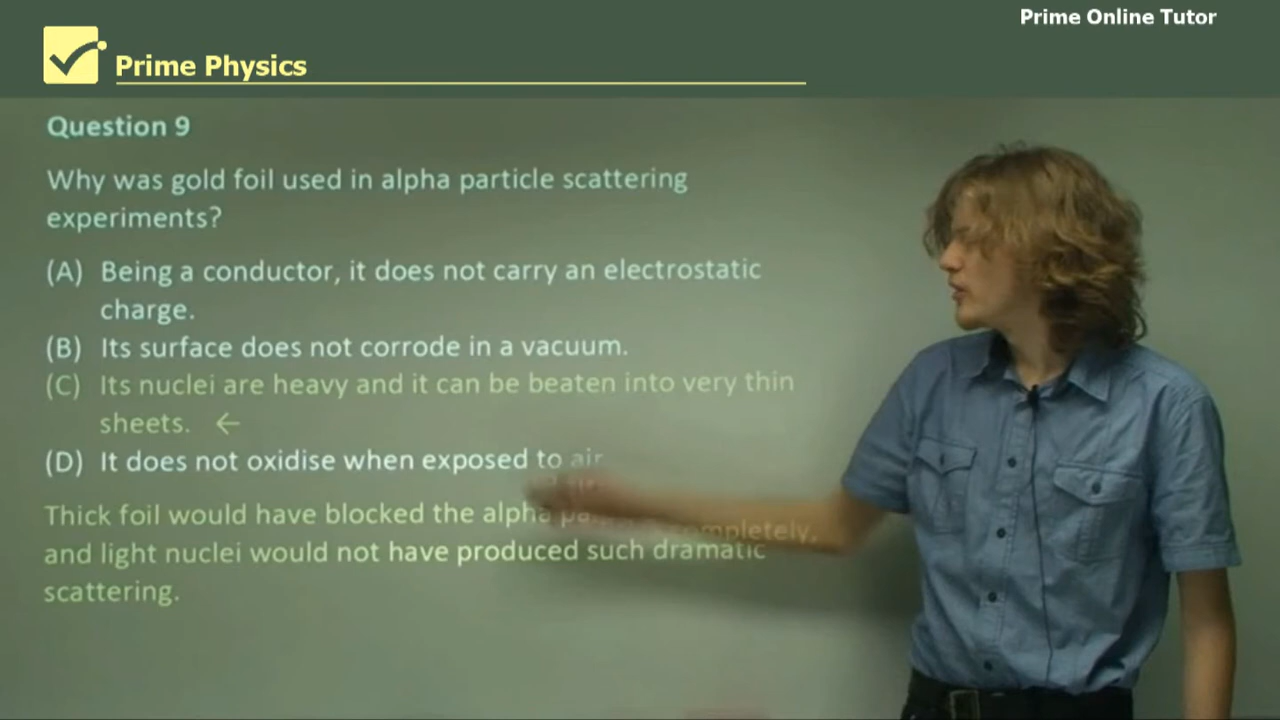 Prime Online Tutor
Prime Physics
Question 9
Why was gold foil used in alpha particle scattering
experiments?
(A) Being a conductor, it does not carry an electrostatic
charge.
(B) Its surface does not corrode in a vacuum.
(C) Its nuclei are heavy and it can be beaten into very thin
sheets. ←
(D) It does not oxidise when exposed to air
Thick foil would have blocked the alpha completely,
and light nuclei would not have produced such dramatic
scattering.